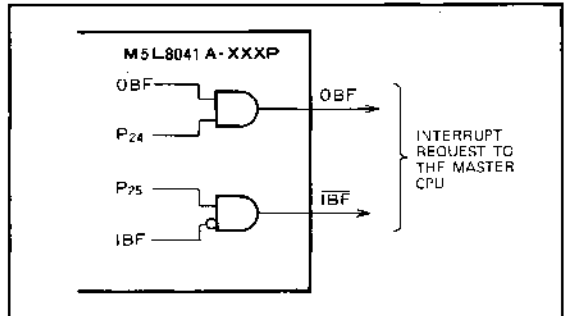 M5L8041A-XXXP
OBF
P24
OBF
P25
IBF
IBF
INTERRUPT
REQUEST TO
THE MASTER
CPU